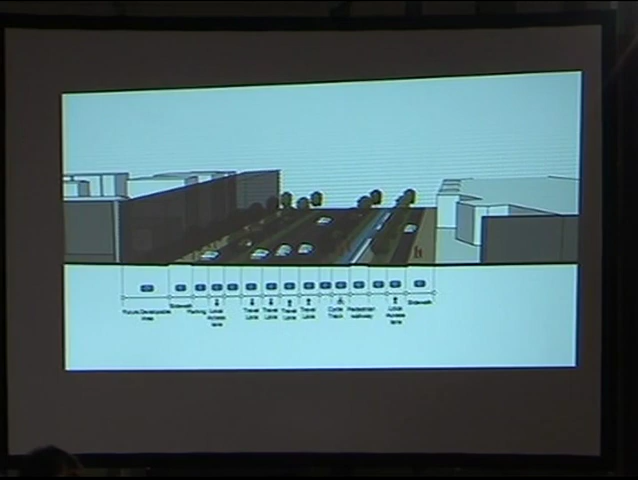 Future Developable
Area
Sidewalk
Parking
Local
Access
lane
Travel
Lane
Travel
Lane
Travel
Lane
Travel
Lane
Cycle
Track
Pedestrian
walkway
Local
Access
lane
Sidewalk